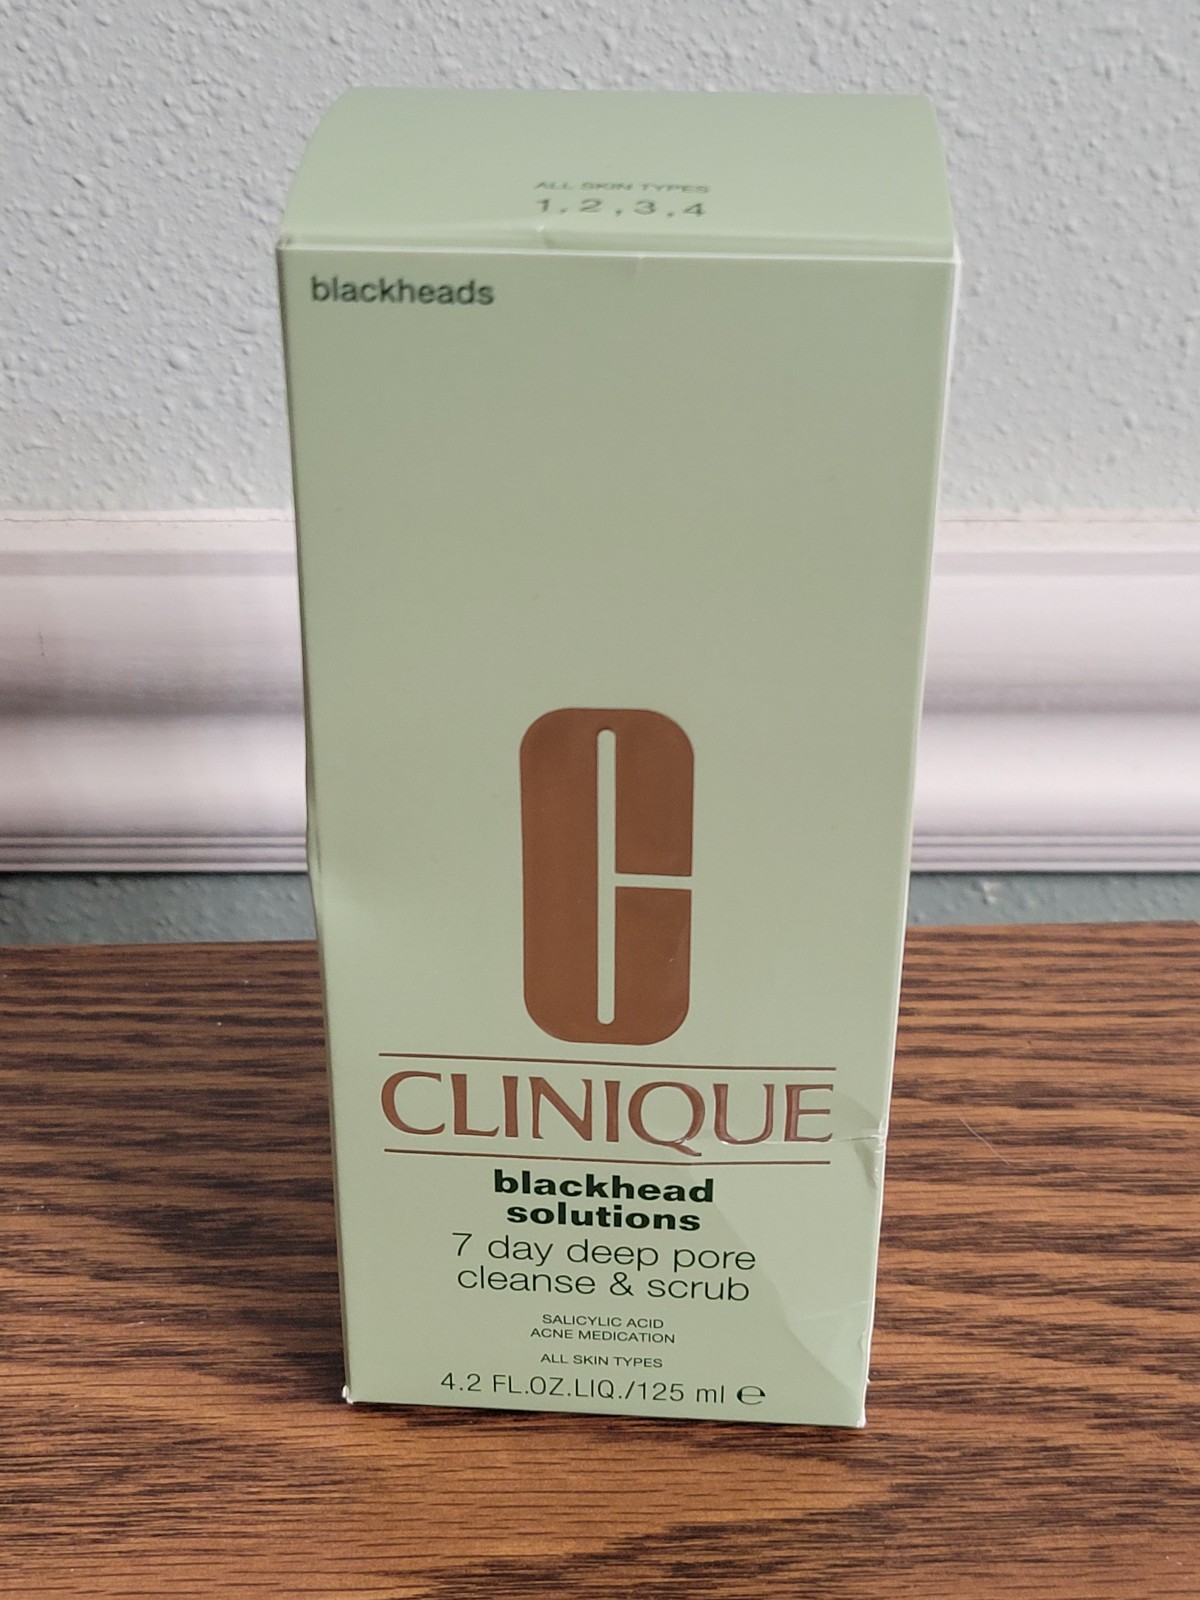 ALL SKIN TYPES
1,2,3,4
blackheads
C
CLINIQUE
blackhead
solutions
7 day deep pore
cleanse & scrub
SALICYLIC ACID
ACNE MEDICATION
ALL SKIN TYPES
4.2 FL.OZ.LIQ./125 ml ℮